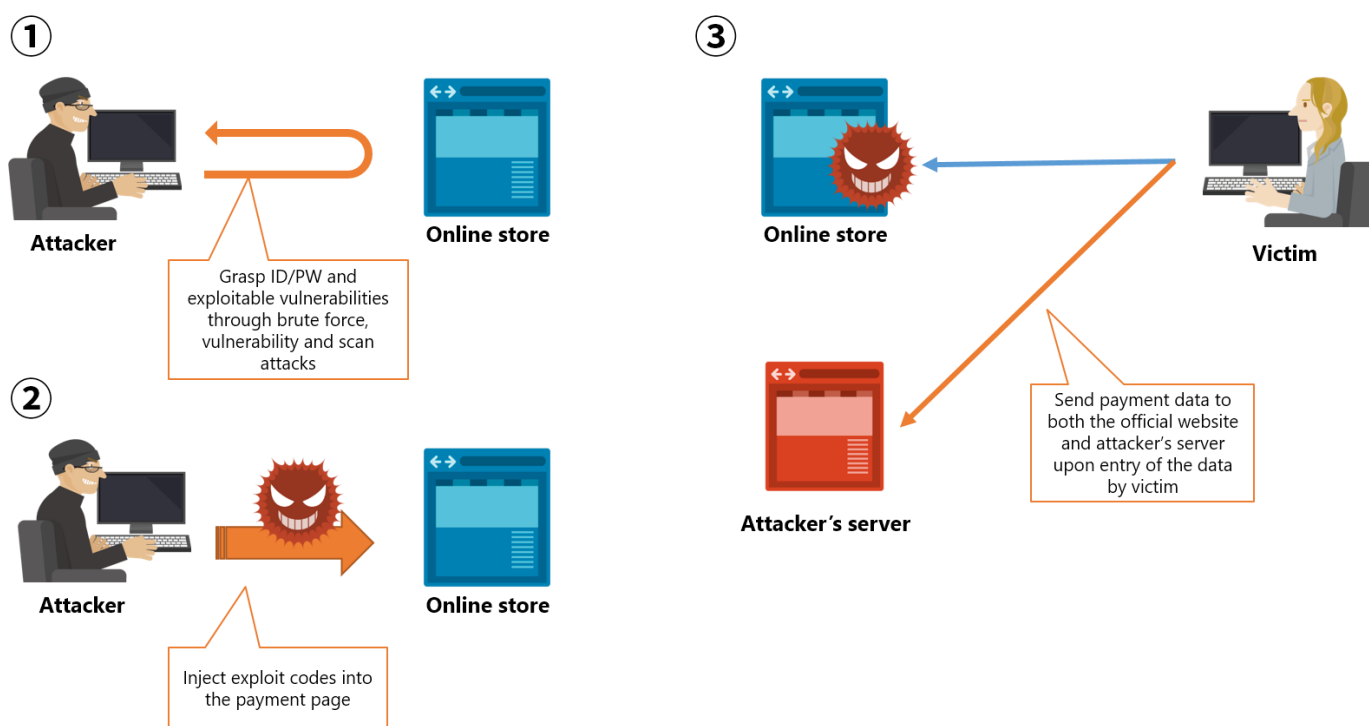 ①
Attacker
Online store
Grasp ID/PW and
exploitable vulnerabilities
through brute force,
vulnerability and scan
attacks
②
Attacker
Online store
Inject exploit codes into
the payment page
③
Online store
Victim
Attacker’s server
Send payment data to
both the official website
and attacker’s server
upon entry of the data
by victim